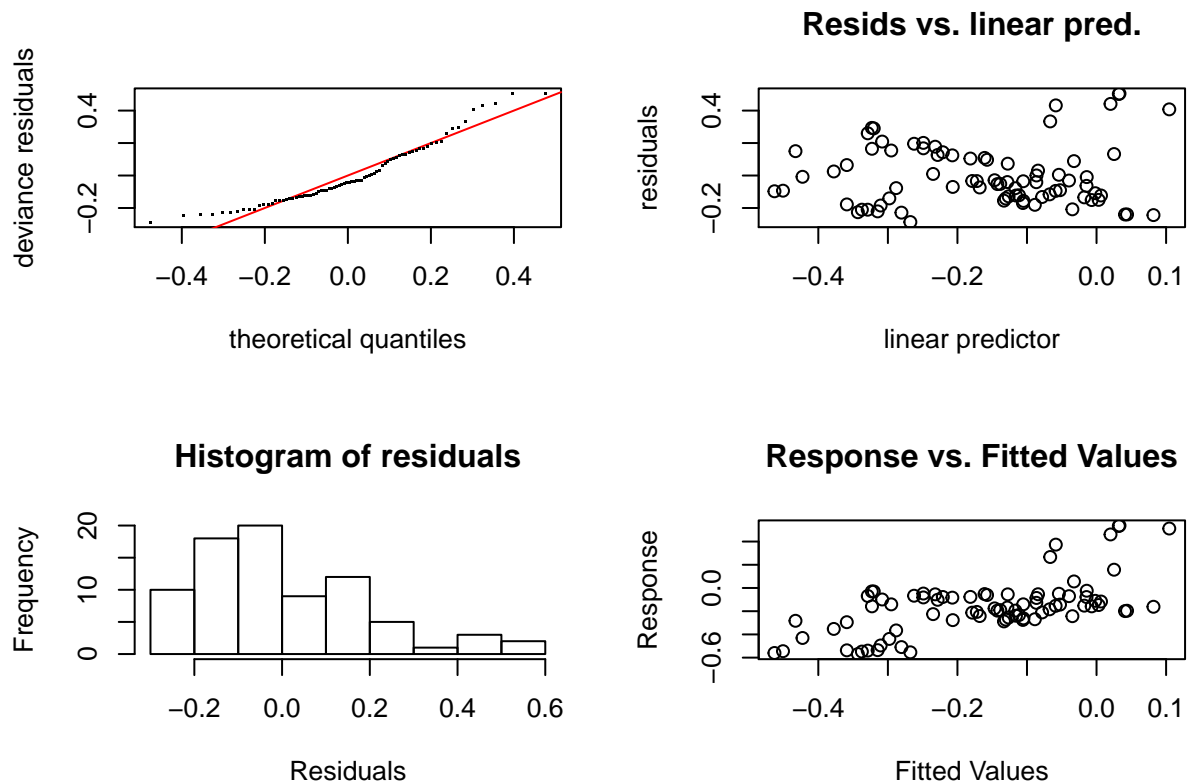 deviance residuals
0.4
−0.2
−0.4 −0.2 0.0 0.2 0.4
theoretical quantiles
Resids vs. linear pred.
residuals
0.4
−0.2
−0.4 −0.2 0.0 0.1
linear predictor
Histogram of residuals
Frequency
20
10
0
−0.2 0.0 0.2 0.4 0.6
Residuals
Response vs. Fitted Values
Response
0.0
−0.6
−0.4 −0.2 0.0 0.1
Fitted Values